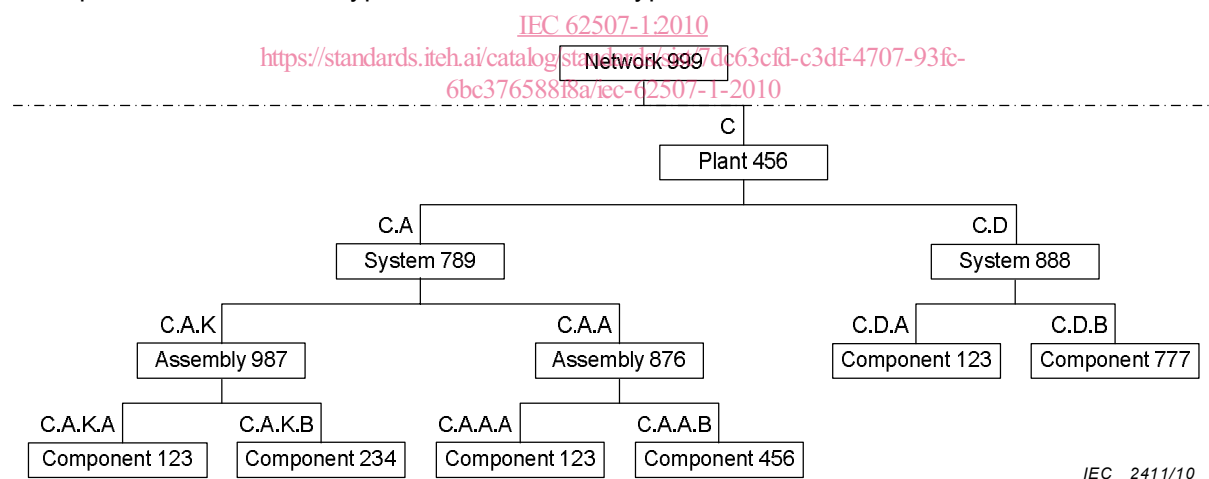 IEC 62507-1:2010
https://standards.iteh.ai/catalog/standards/sist/7dc63cfd-c3df-4707-93fc-
Network 999
6bc376588f8a/iec-62507-1-2010
C
Plant 456
C.A
C.D
System 789
System 888
C.A.K
C.A.A
C.D.A
C.D.B
Assembly 987
Assembly 876
Component 123
Component 777
C.A.K.A
C.A.K.B
C.A.A.A
C.A.A.B
Component 123
Component 234
Component 123
Component 456
IEC 2411/10